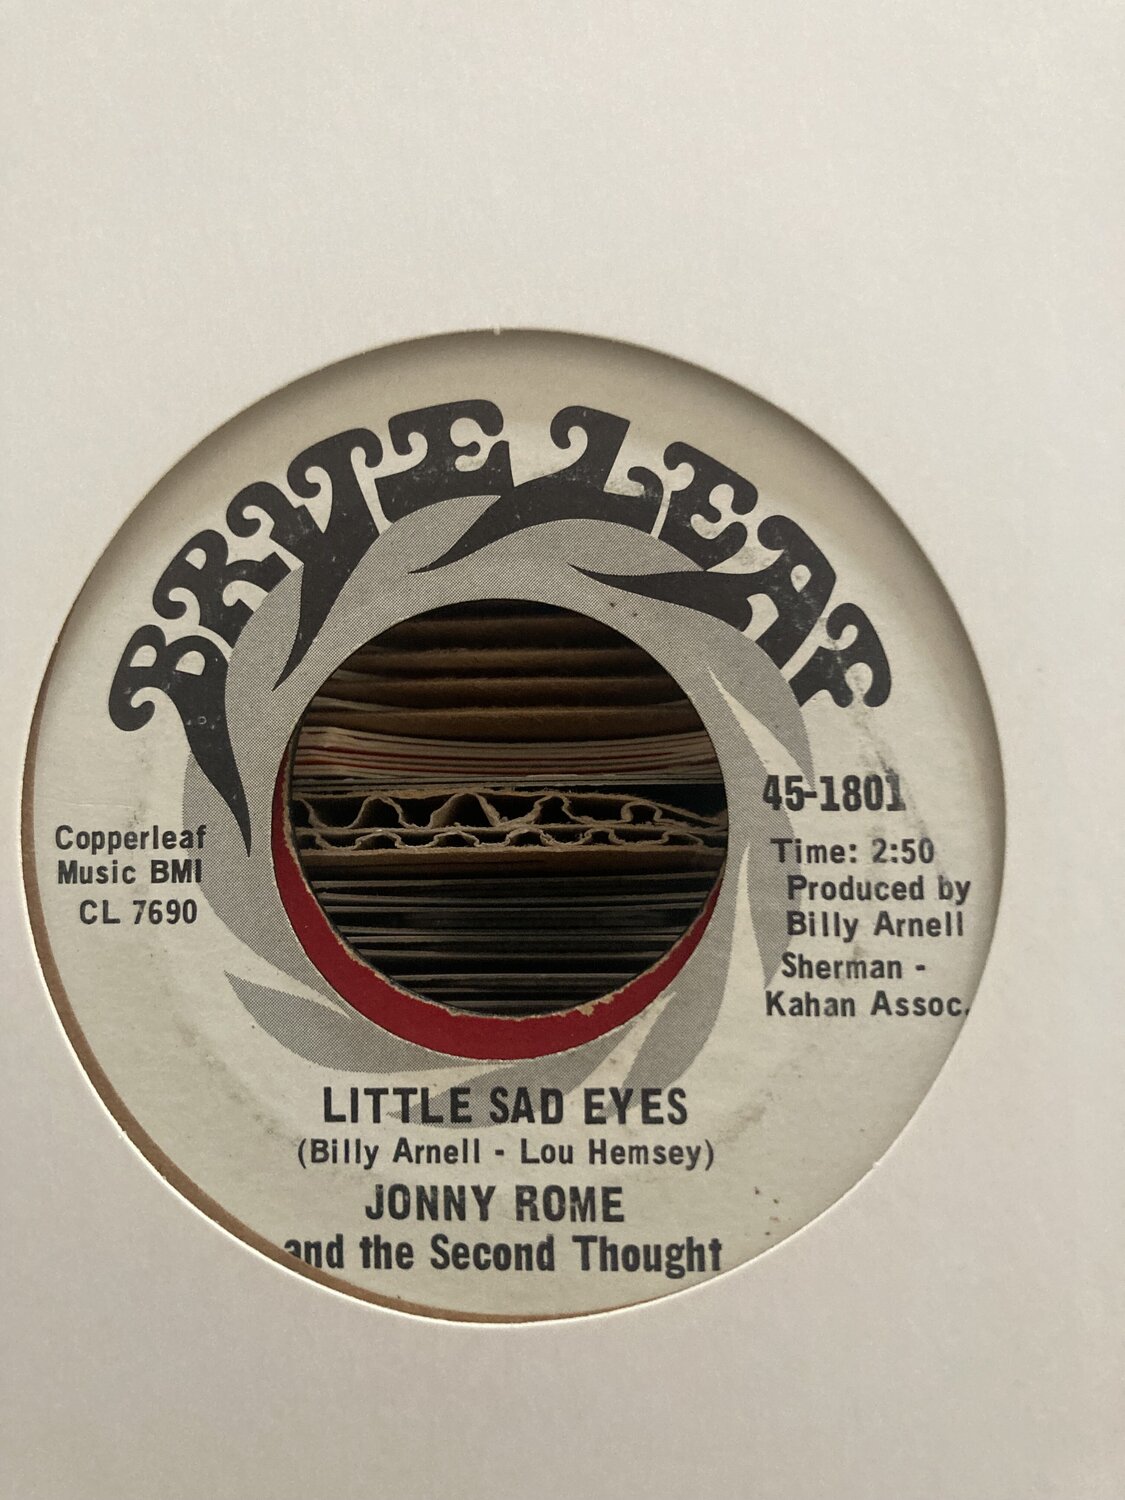 BRITE LEAF
45-1801
Copperleaf
Music BMI
CL 7690
Time: 2:50
Produced by
Billy Arnell
Sherman -
Kahan Assoc.
LITTLE SAD EYES
(Billy Arnell - Lou Hemsey)
JONNY ROME
and the Second Thought